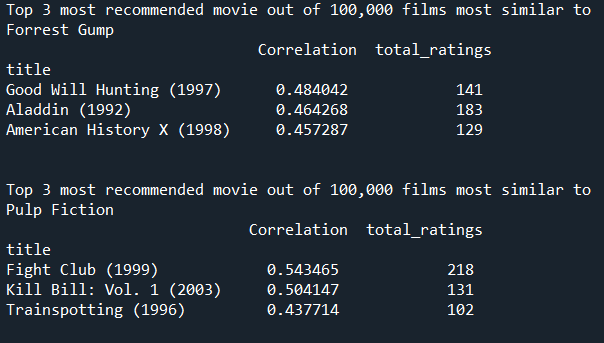 Top 3 most recommended movie out of 100,000 films most similar to
Forrest Gump
Correlation total_ratings
title
Good Will Hunting (1997) 0.484042 141
Aladdin (1992) 0.464268 183
American History X (1998) 0.457287 129
Top 3 most recommended movie out of 100,000 films most similar to
Pulp Fiction
Correlation total_ratings
title
Fight Club (1999) 0.543465 218
Kill Bill: Vol. 1 (2003) 0.504147 131
Trainspotting (1996) 0.437714 102